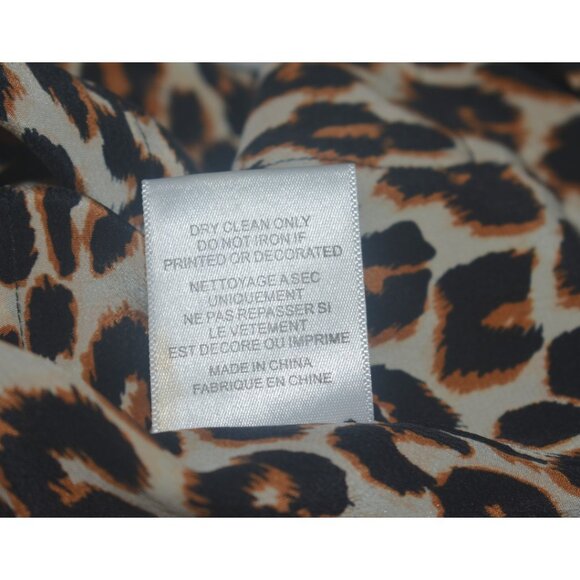 DRY CLEAN ONLY
DO NOT IRON IF
PRINTED OR DECORATED
NETTOYAGE A SEC
UNIQUEMENT
NE PAS REPASSER SI
LE VETEMENT
EST DECORE OU IMPRIME
MADE IN CHINA
FABRIQUE EN CHINE